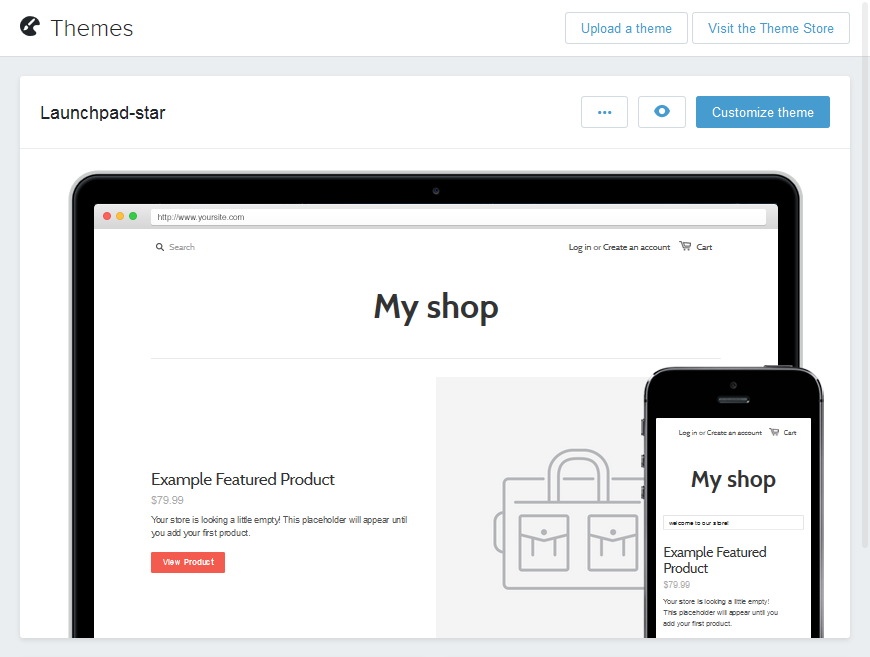 Themes
Upload a theme
Visit the Theme Store
Launchpad-star
Customize theme
http://www.yoursite.com
Search
Log in or Create an account
Cart
My shop
Example Featured Product
$79.99
Your store is looking a little empty! This placeholder will appear until
you add your first product.
View Product
Log in or Create an account
Cart
My shop
welcome to our store!
Example Featured
Product
$79.99
Your store is looking a little empty!
This placeholder will appear until you
add your first product.